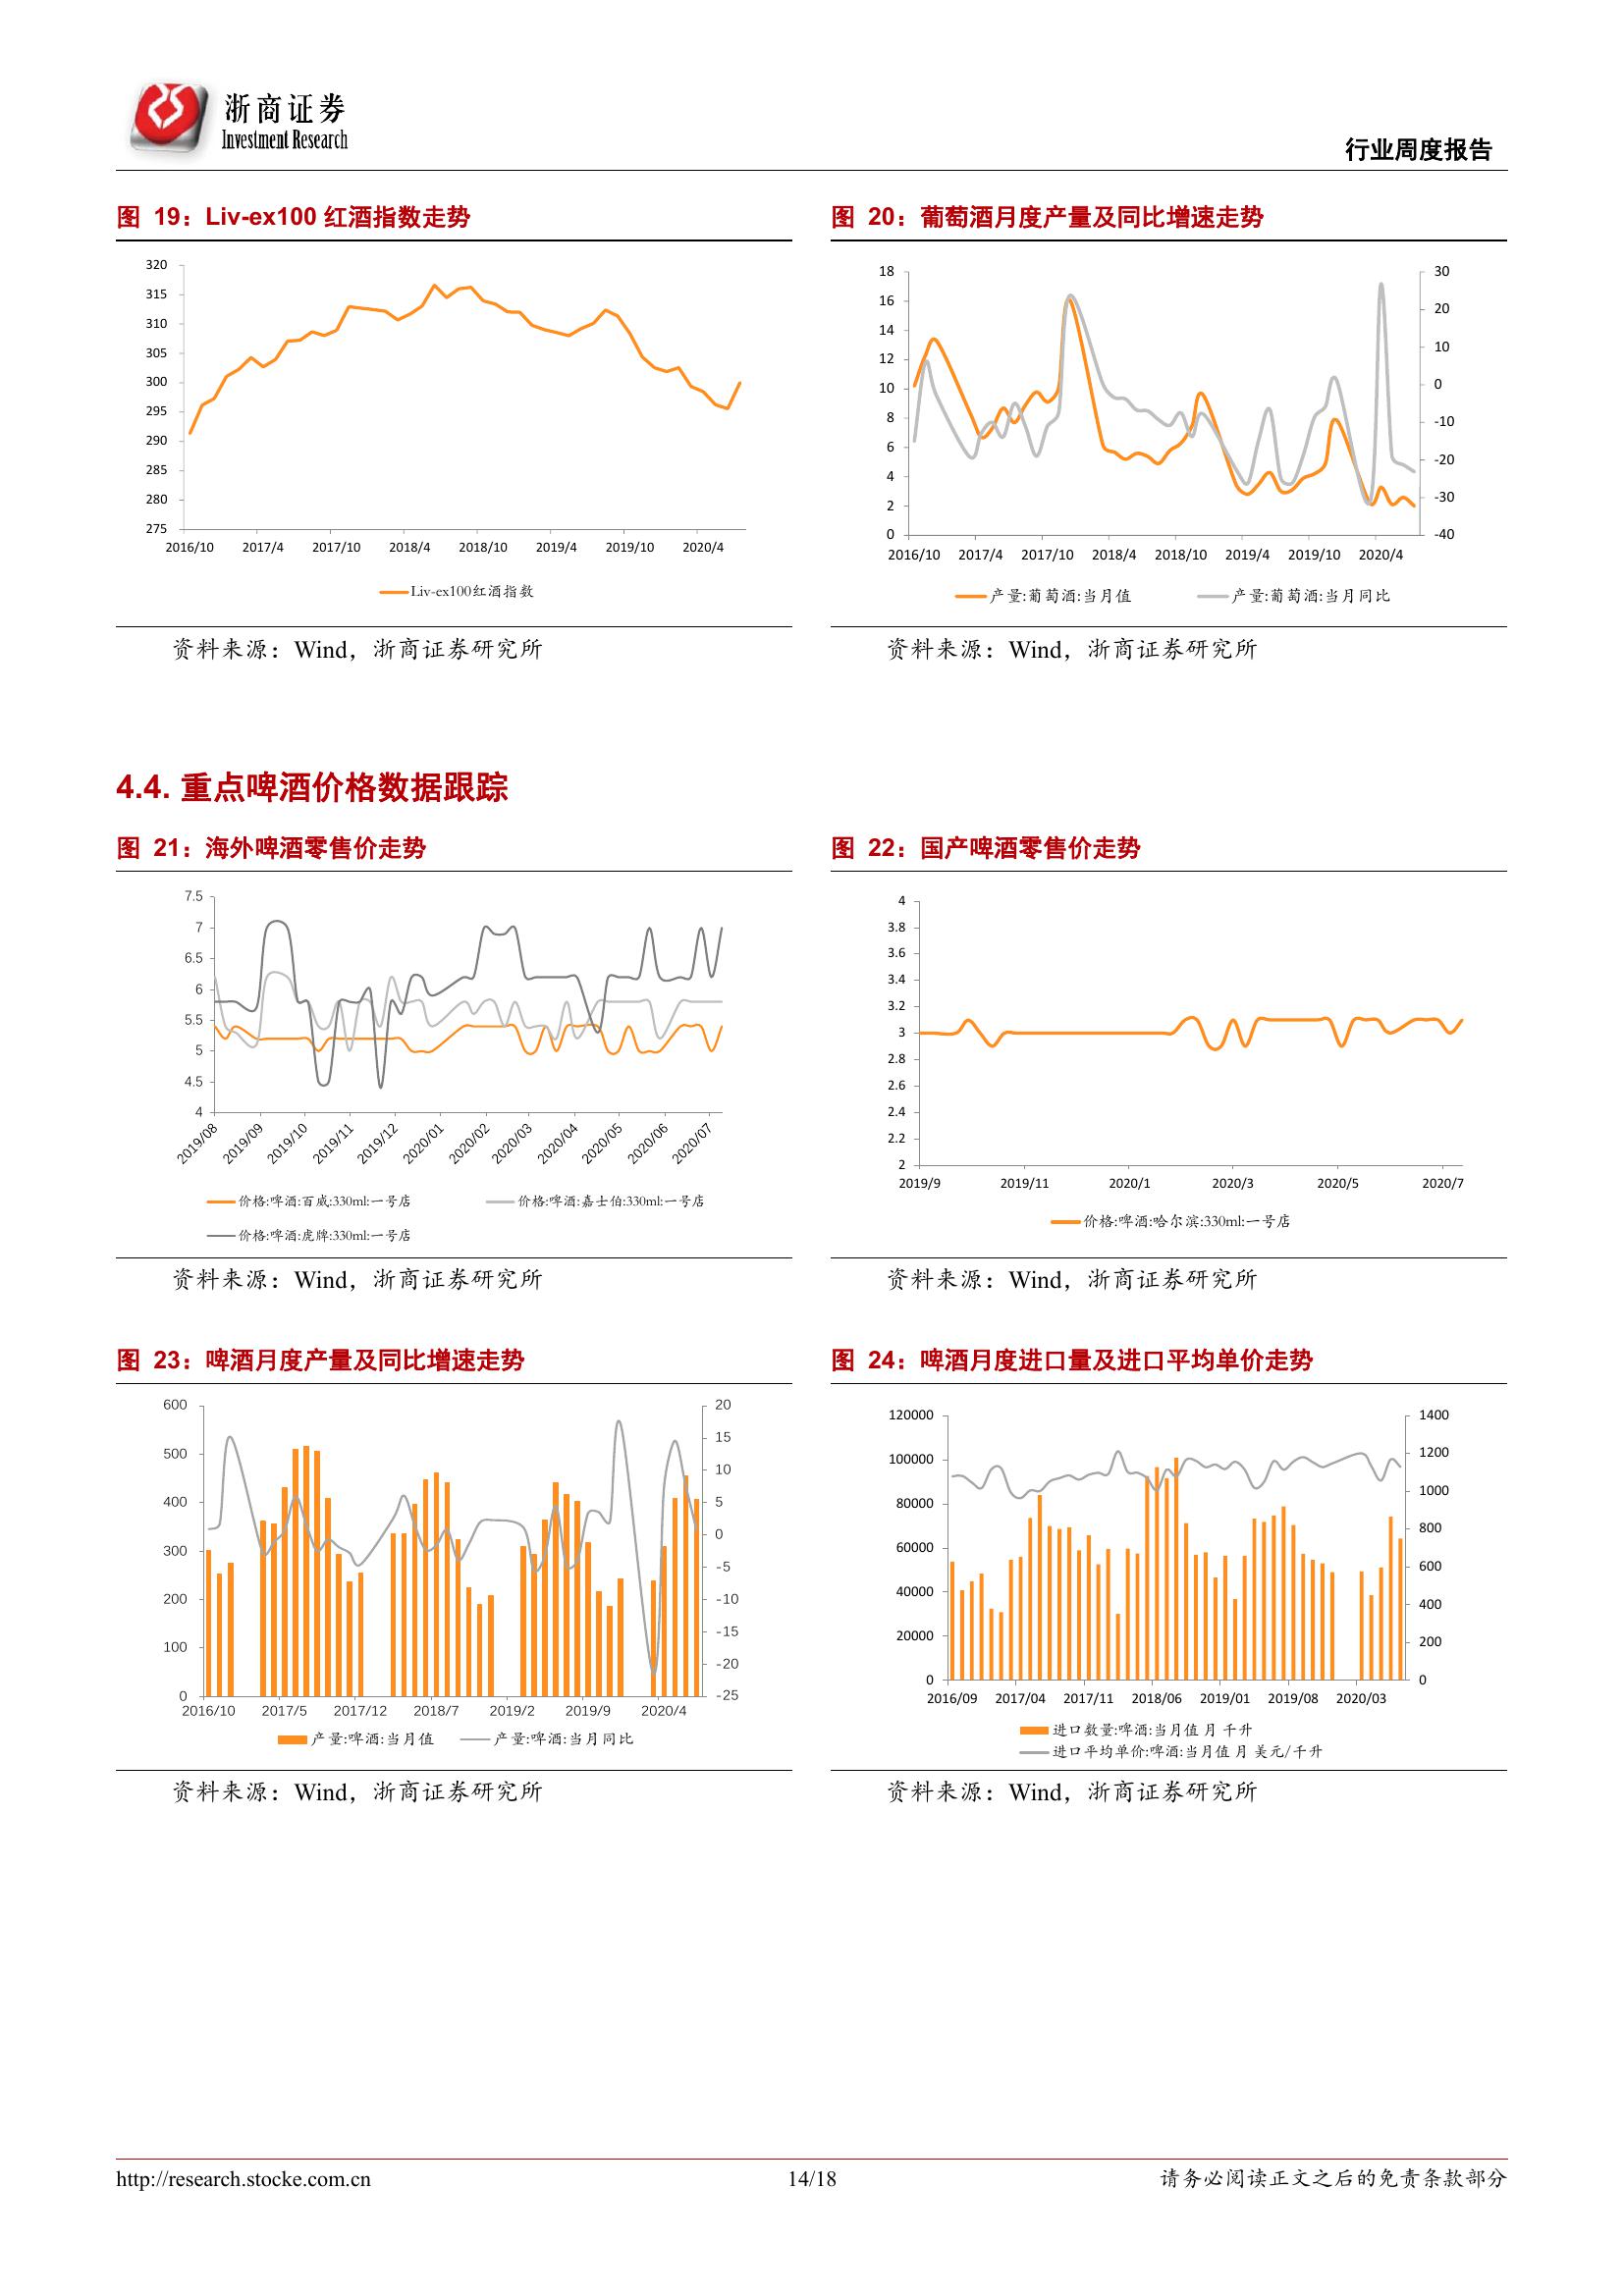 浙商证券
Investment Research
行业周度报告
图 19：Liv-ex100 红酒指数走势
320
315
310
305
300
295
290
285
280
275
2016/10 2017/4 2017/10 2018/4 2018/10 2019/4 2019/10 2020/4
Liv-ex100红酒指数
资料来源：Wind，浙商证券研究所
图 20：葡萄酒月度产量及同比增速走势
18
16
14
12
10
8
6
4
2
0
30
20
10
0
-10
-20
-30
-40
2016/10 2017/4 2017/10 2018/4 2018/10 2019/4 2019/10 2020/4
产量:葡萄酒:当月值 产量:葡萄酒:当月同比
资料来源：Wind，浙商证券研究所
4.4. 重点啤酒价格数据跟踪
图 21：海外啤酒零售价走势
7.5
7
6.5
6
5.5
5
4.5
4
2019/08 2019/09 2019/10 2019/11 2019/12 2020/01 2020/02 2020/03 2020/04 2020/05 2020/06 2020/07
价格:啤酒:百威:330ml:一号店 价格:啤酒:嘉士伯:330ml:一号店
价格:啤酒:虎牌:330ml:一号店
资料来源：Wind，浙商证券研究所
图 22：国产啤酒零售价走势
4
3.8
3.6
3.4
3.2
3
2.8
2.6
2.4
2.2
2
2019/9 2019/11 2020/1 2020/3 2020/5 2020/7
价格:啤酒:哈尔滨:330ml:一号店
资料来源：Wind，浙商证券研究所
图 23：啤酒月度产量及同比增速走势
600
500
400
300
200
100
0
20
15
10
5
0
-5
-10
-15
-20
-25
2016/10 2017/5 2017/12 2018/7 2019/2 2019/9 2020/4
产量:啤酒:当月值 产量:啤酒:当月同比
资料来源：Wind，浙商证券研究所
图 24：啤酒月度进口量及进口平均单价走势
120000
100000
80000
60000
40000
20000
0
1400
1200
1000
800
600
400
200
0
2016/09 2017/04 2017/11 2018/06 2019/01 2019/08 2020/03
进口数量:啤酒:当月值 月 千升
进口平均单价:啤酒:当月值 月 美元/千升
资料来源：Wind，浙商证券研究所
http://research.stocke.com.cn 14/18 请务必阅读正文之后的免责条款部分